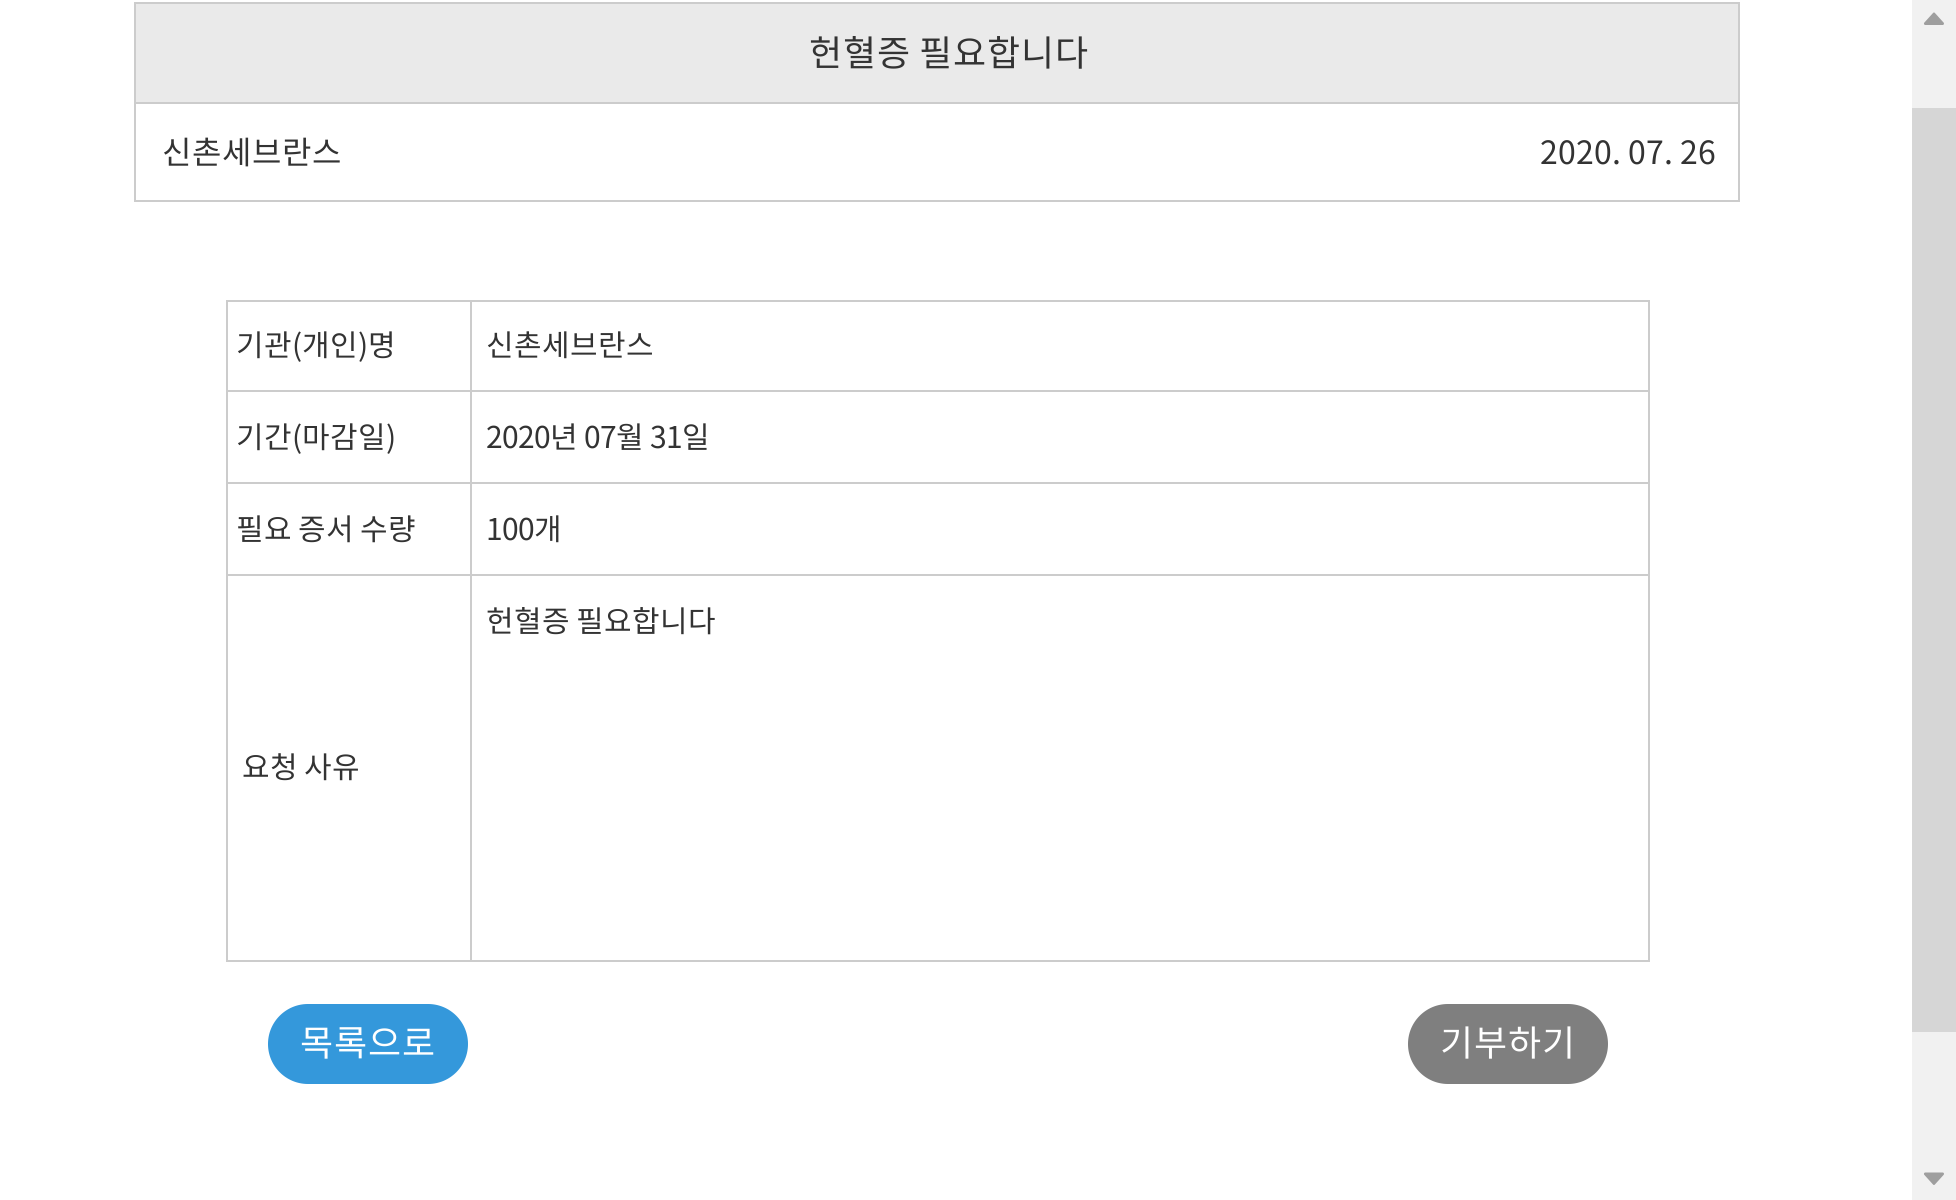 헌혈증 필요합니다
신촌세브란스 2020. 07. 26
기관(개인)명 신촌세브란스
기간(마감일) 2020년 07월 31일
필요 증서 수량 100개
헌혈증 필요합니다
요청 사유
목록으로 기부하기